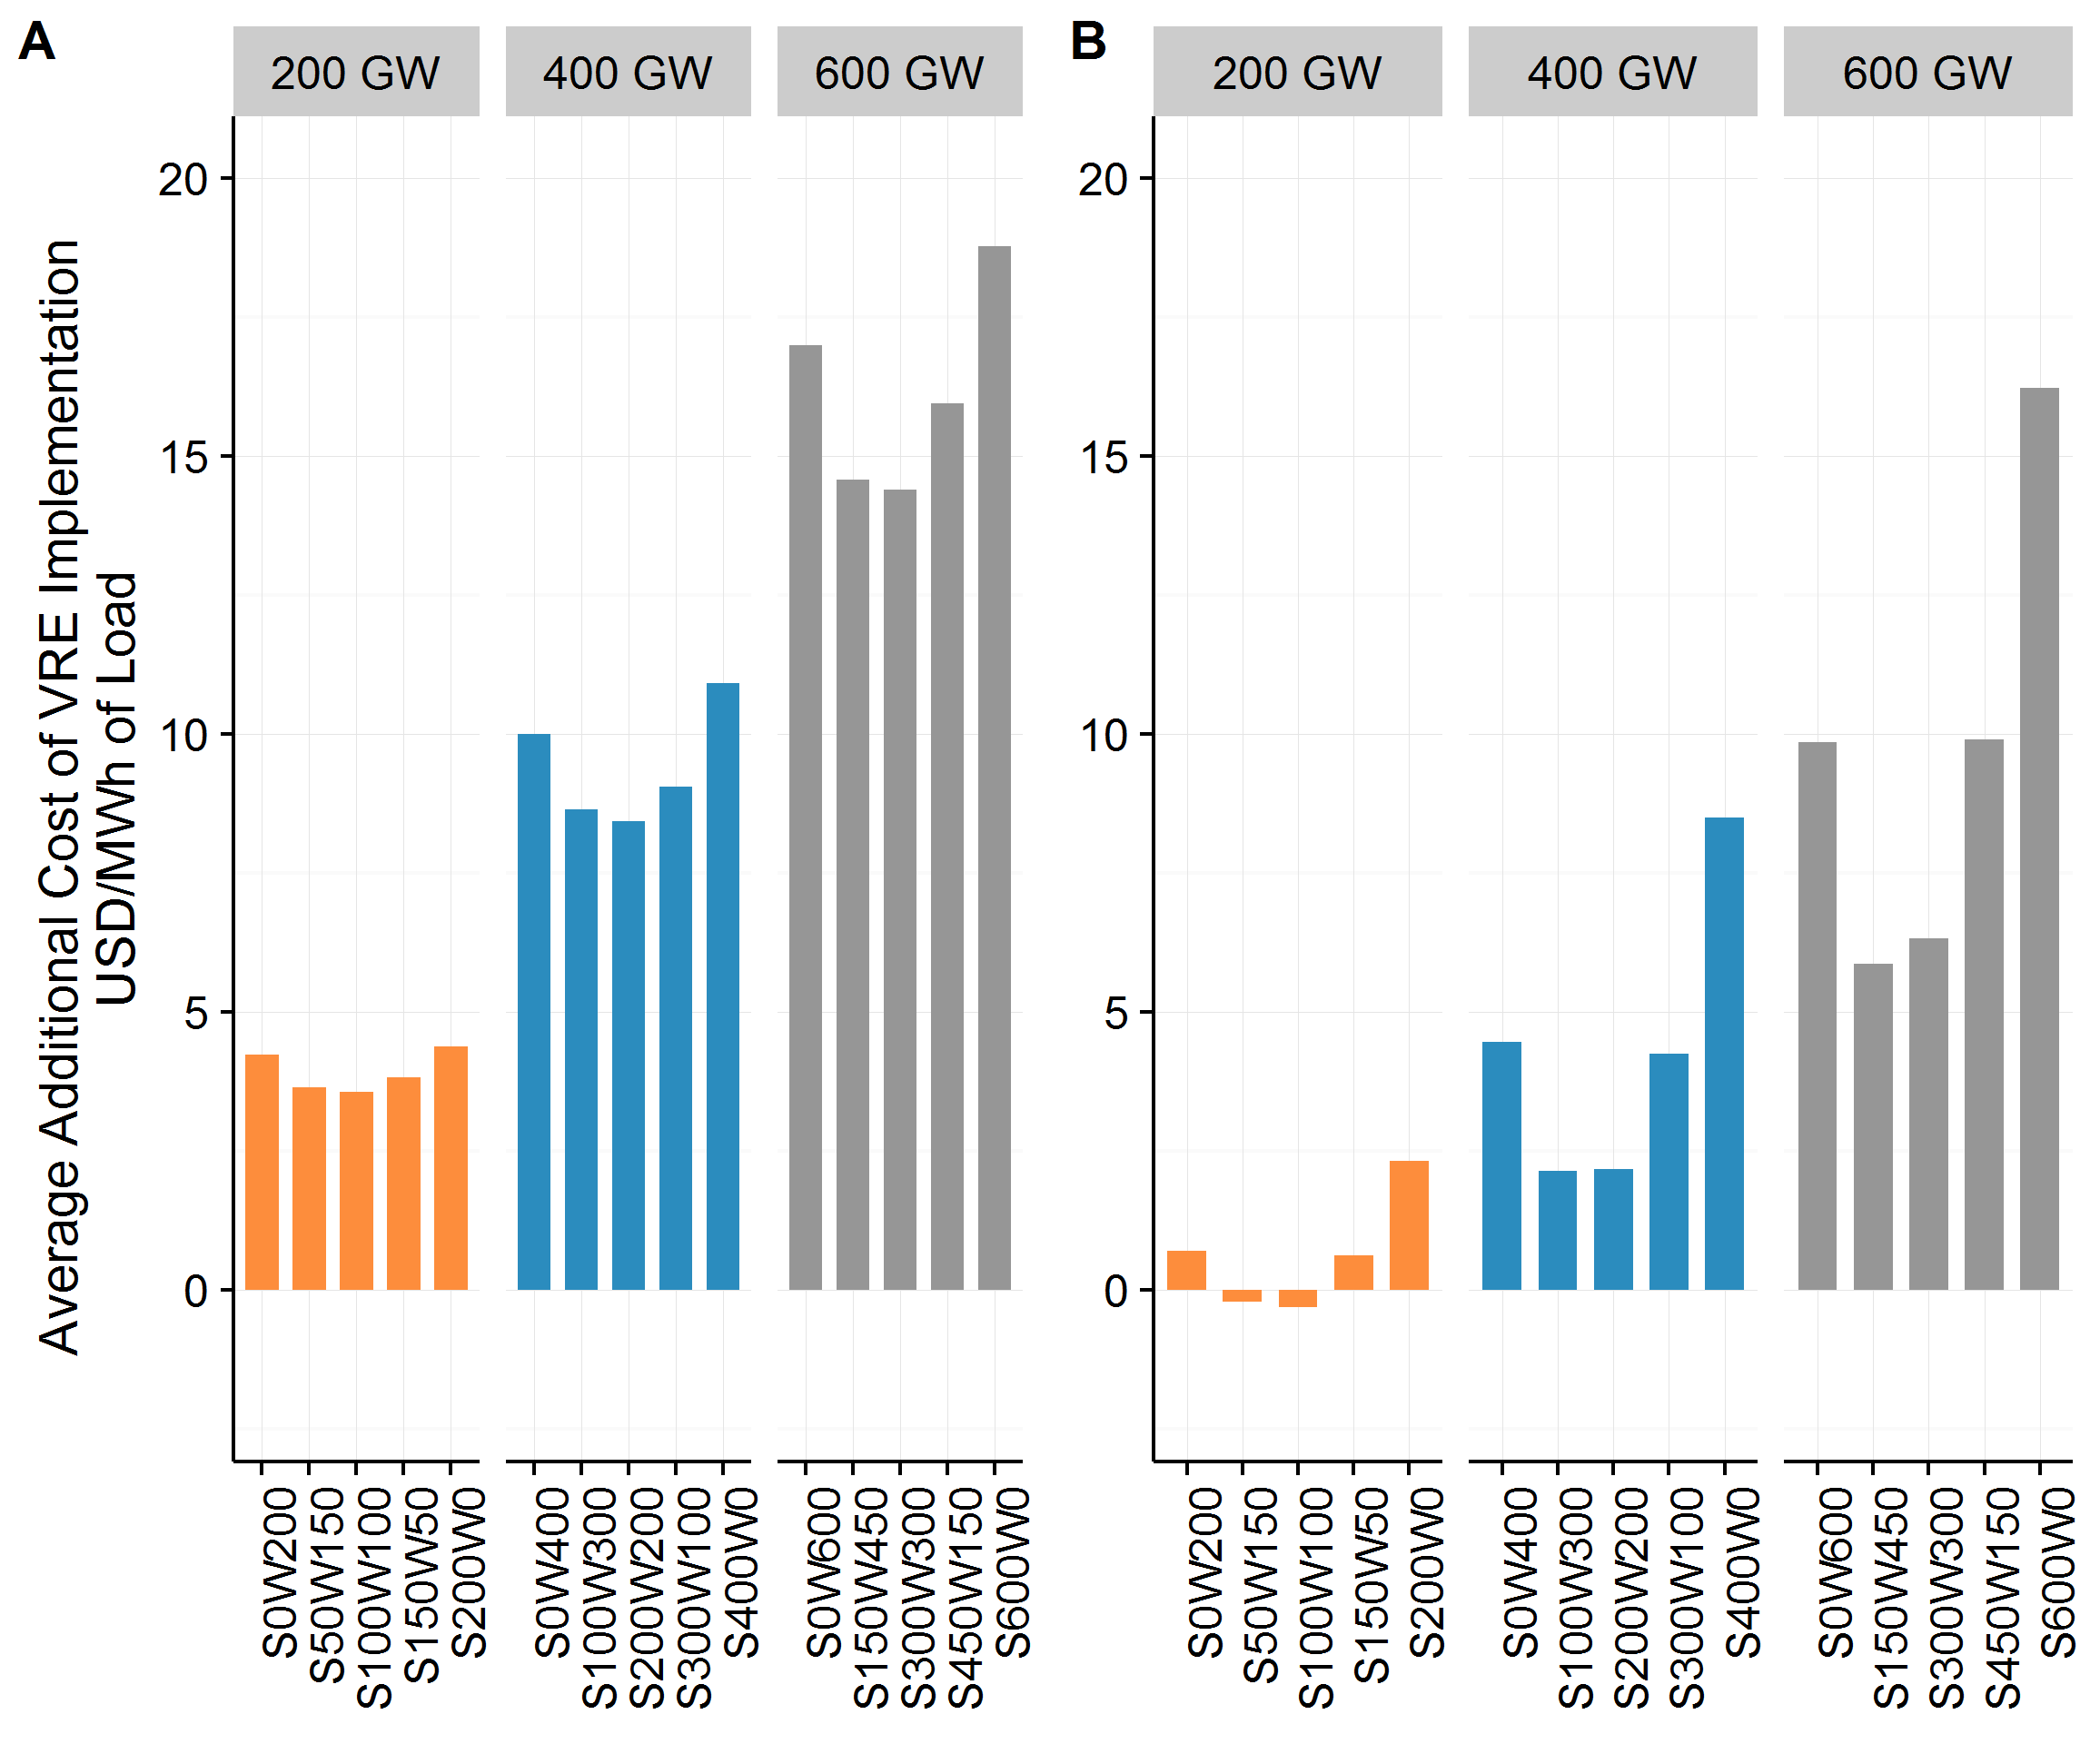 A
200 GW
400 GW
600 GW
Average Additional Cost of VRE Implementation
USD/MWh of Load
20
15
10
5
0
S0W200
S50W150
S100W100
S150W50
S200W0
S0W400
S100W300
S200W200
S300W100
S400W0
S0W600
S150W450
S300W300
S450W150
S600W0
B
200 GW
400 GW
600 GW
20
15
10
5
0
S0W200
S50W150
S100W100
S150W50
S200W0
S0W400
S100W300
S200W200
S300W100
S400W0
S0W600
S150W450
S300W300
S450W150
S600W0